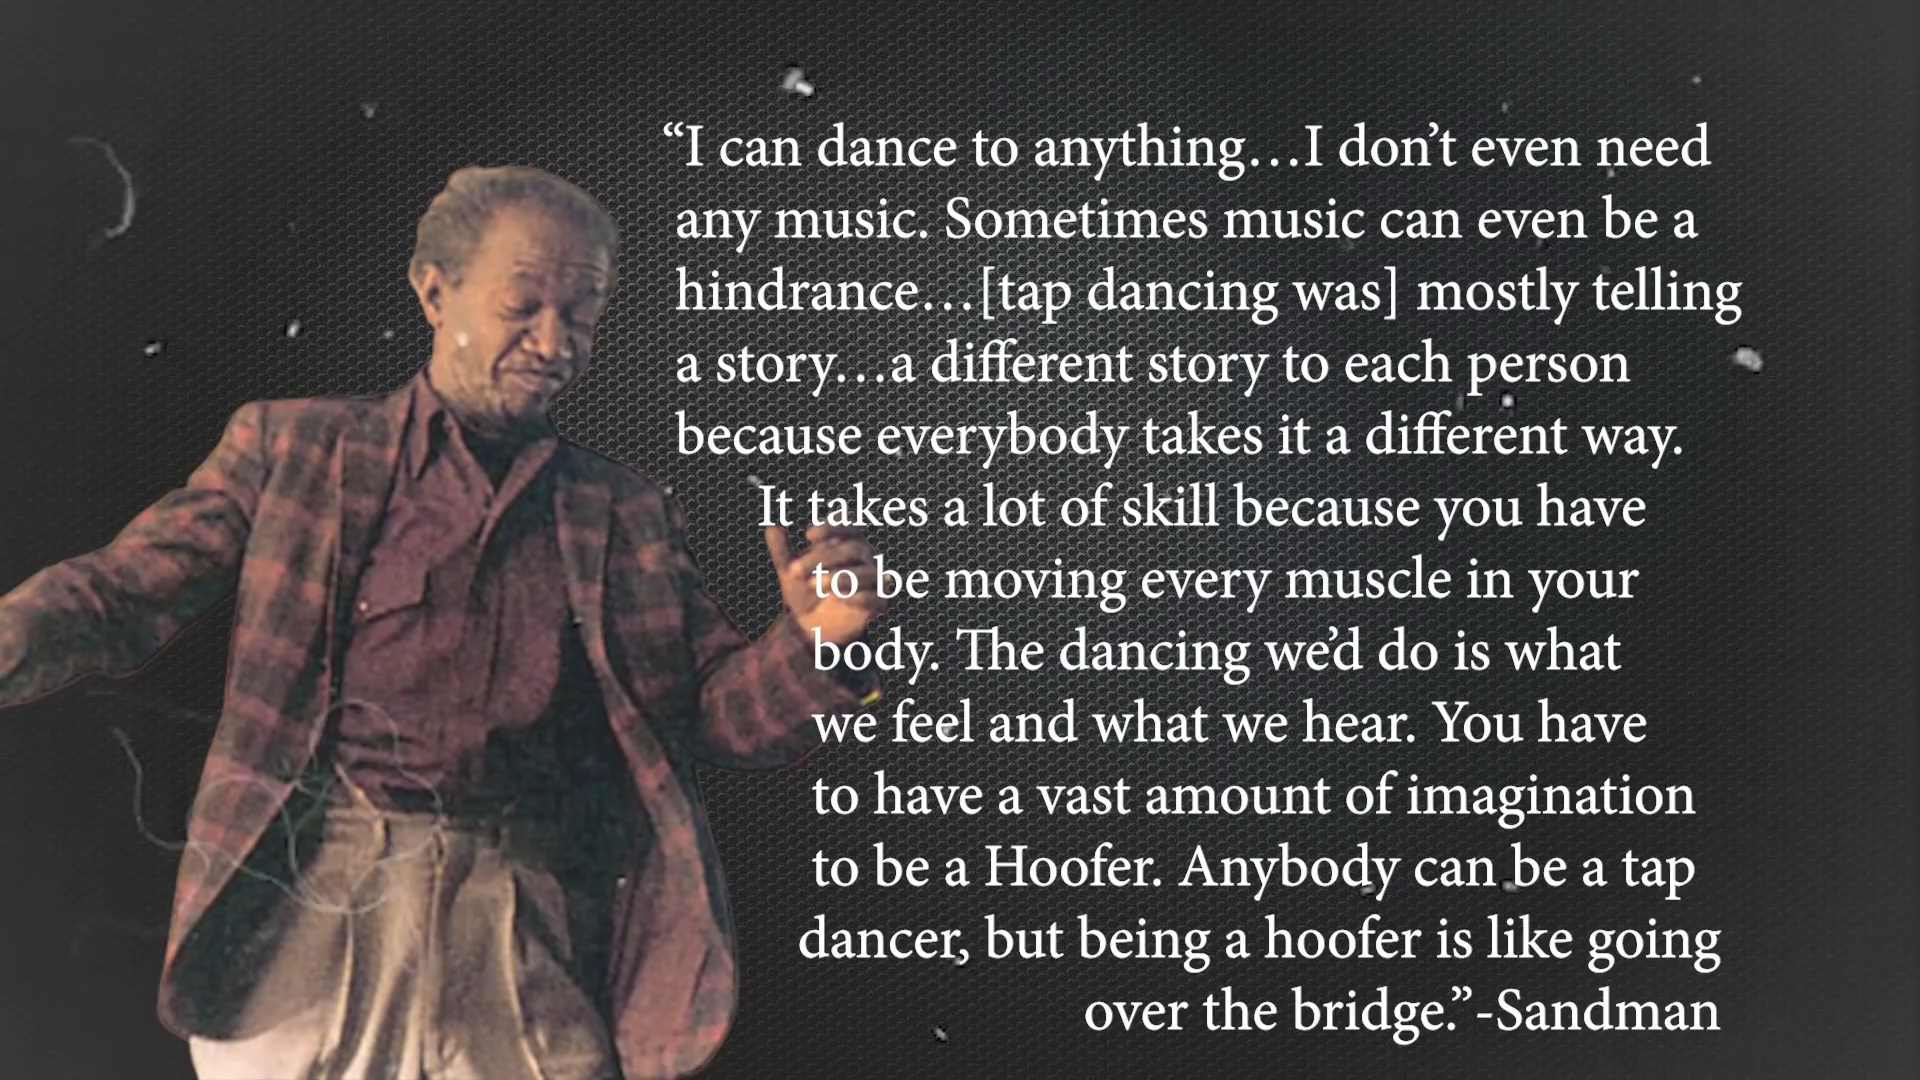 “I can dance to anything…I don’t even need
any music. Sometimes music can even be a
hindrance…[tap dancing was] mostly telling
a story…a different story to each person
because everybody takes it a different way.
It takes a lot of skill because you have
to be moving every muscle in your
body. The dancing we’d do is what
we feel and what we hear. You have
to have a vast amount of imagination
to be a Hoofer. Anybody can be a tap
dancer, but being a hoofer is like going
over the bridge.”-Sandman